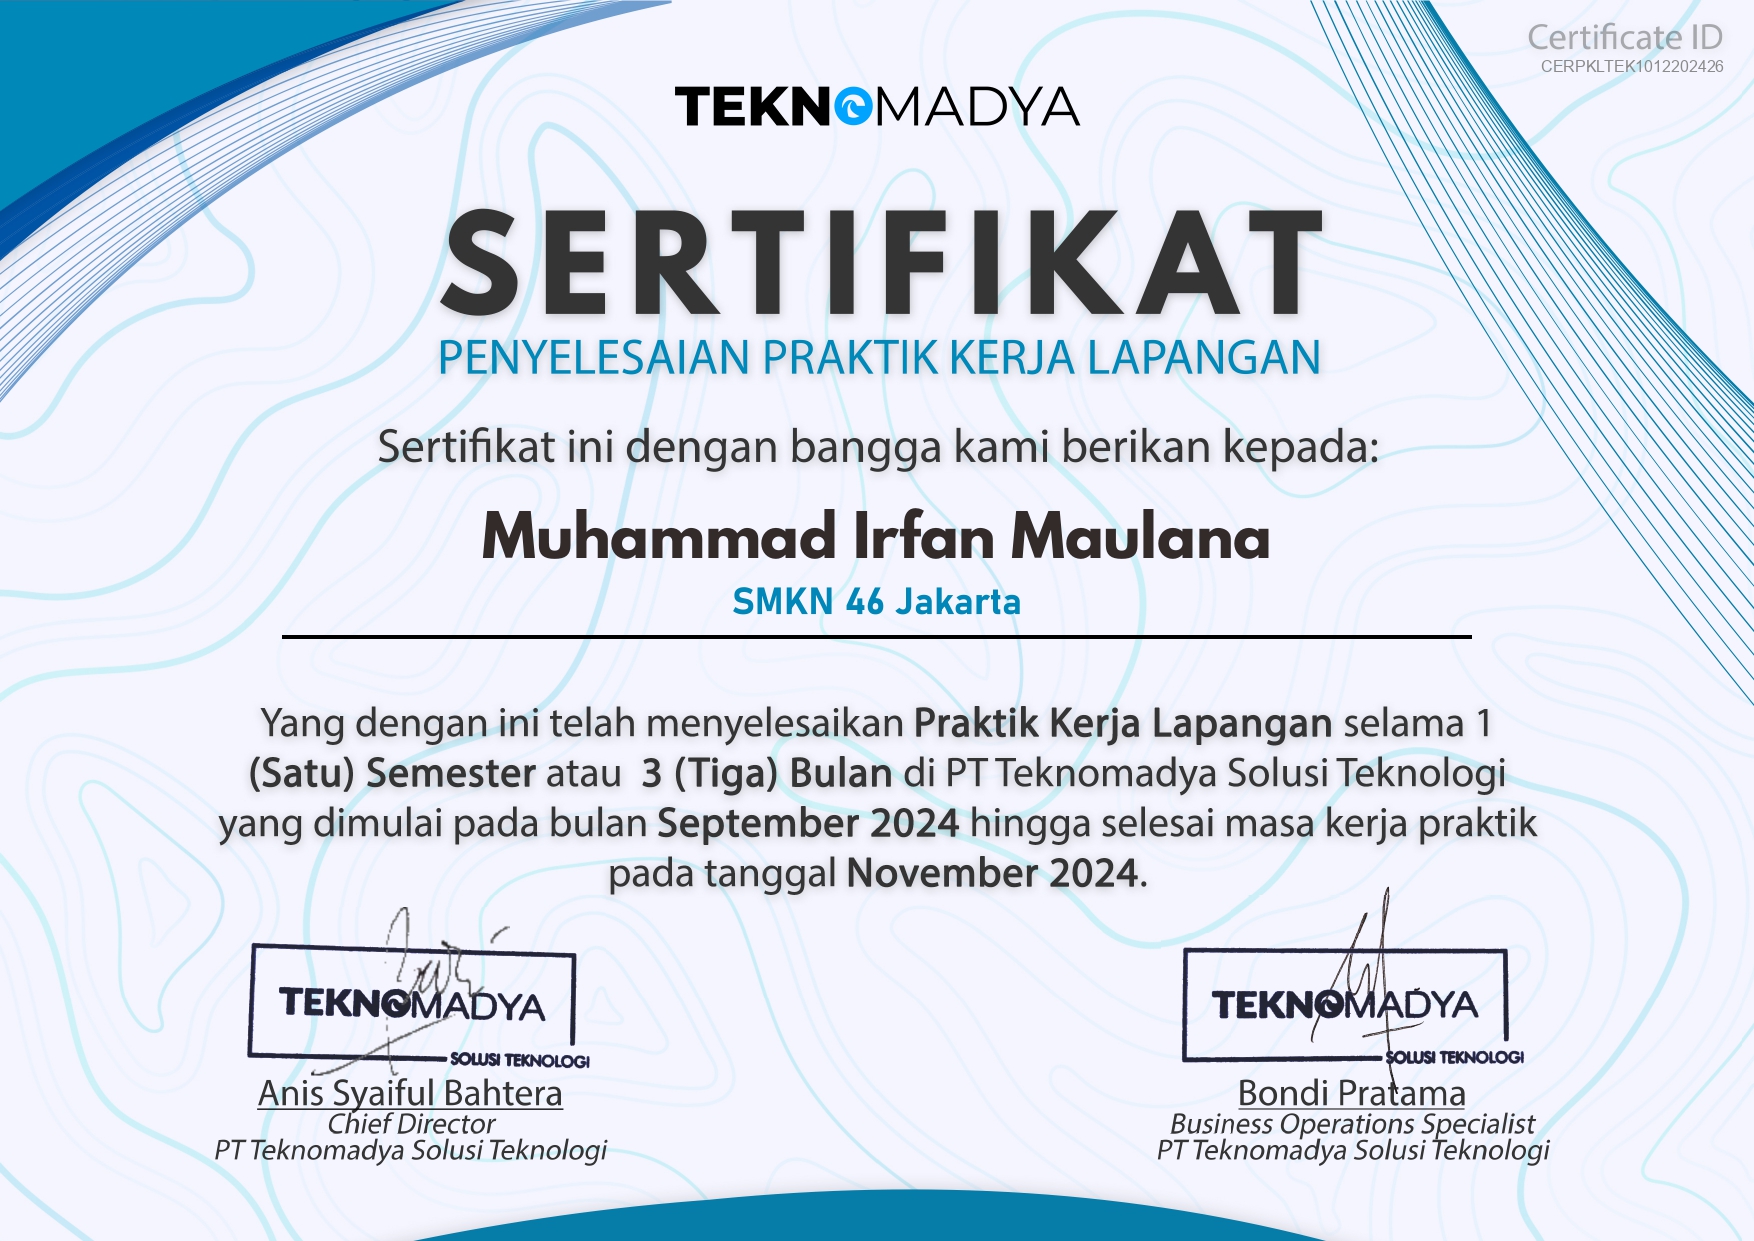 Certificate ID
CERPKLTEK1012202426
TEKNOMADYA
SERTIFIKAT
PENYELESAIAN PRAKTIK KERJA LAPANGAN
Sertifikat ini dengan bangga kami berikan kepada:
Muhammad Irfan Maulana
SMKN 46 Jakarta
Yang dengan ini telah menyelesaikan Praktik Kerja Lapangan selama 1
(Satu) Semester atau 3 (Tiga) Bulan di PT Teknomadya Solusi Teknologi
yang dimulai pada bulan September 2024 hingga selesai masa kerja praktik
pada tanggal November 2024.
TEKNOMADYA
SOLUSI TEKNOLOGI
Anis Syaiful Bahtera
Chief Director
PT Teknomadya Solusi Teknologi
TEKNOMADYA
SOLUSI TEKNOLOGI
Bondi Pratama
Business Operations Specialist
PT Teknomadya Solusi Teknologi